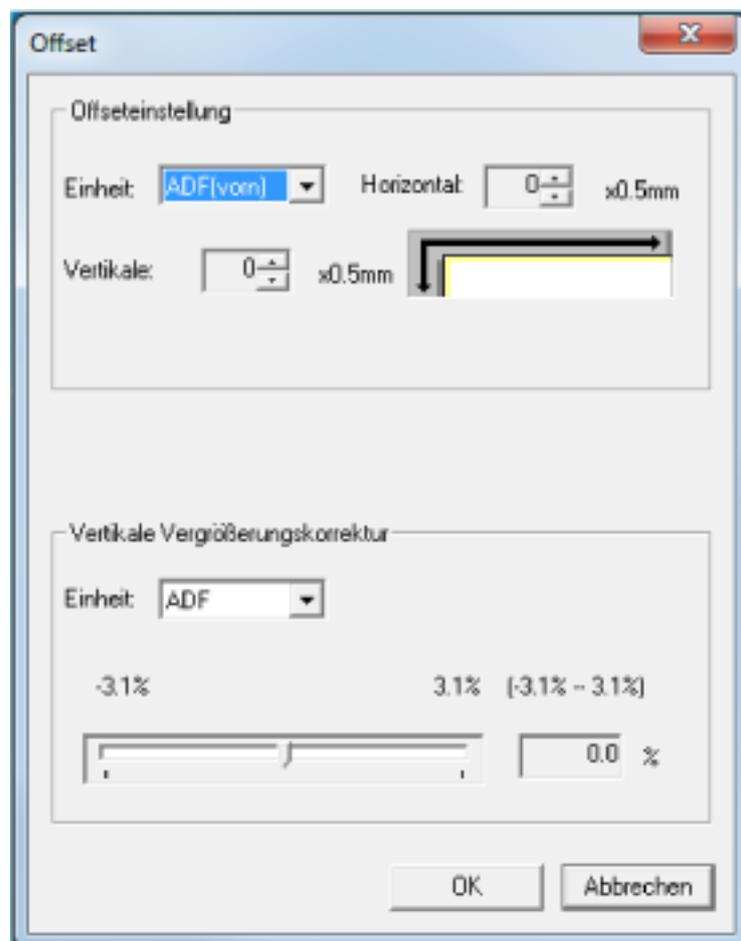 Offset
Offseteinstellung
Einheit: ADF(vorn) Horizontal: 0 x0.5mm
Vertikale: 0 x0.5mm
Vertikale Vergrößerungskorrektur
Einheit: ADF
-3.1% 3.1% (-3.1% -- 3.1%)
0.0 %
OK Abbrechen